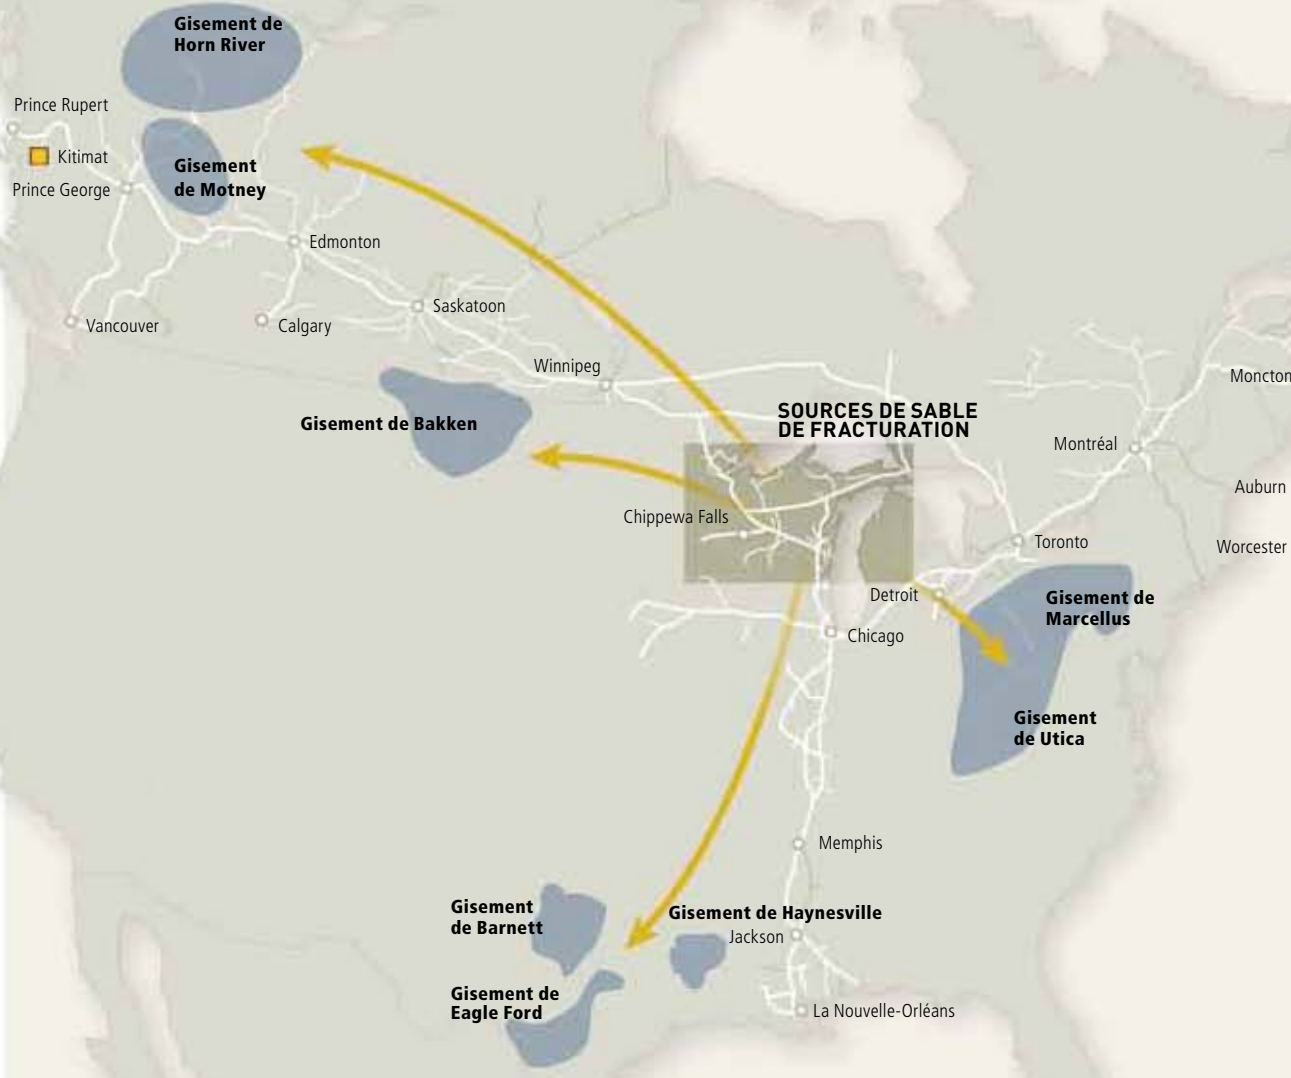 Gisement de
Horn River
Prince Rupert
Kitimat
Gisement
de Motney
Prince George
Edmonton
Saskatoon
Vancouver
Calgary
Winnipeg
Moncton
SOURCES DE SABLE
DE FRACTURATION
Gisement de Bakken
Montréal
Auburn
Chippewa Falls
Toronto
Worcester
Detroit
Gisement de
Marcellus
Chicago
Gisement
de Utica
Memphis
Gisement
de Barnett
Gisement de Haynesville
Jackson
Gisement de
Eagle Ford
La Nouvelle-Orléans